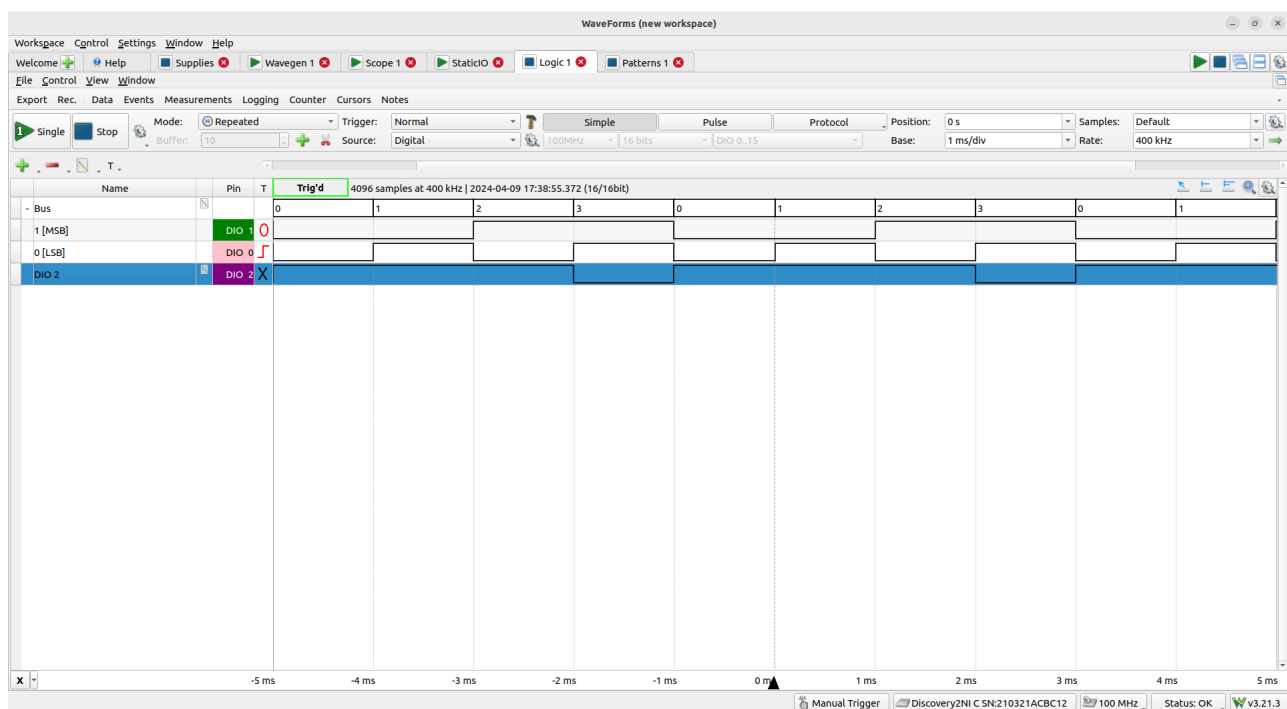 WaveForms (new workspace)
Workspace Control Settings Window Help
Welcome Help Supplies Wavegen 1 Scope 1 StaticIO Logic 1 Patterns 1
File Control View Window
Export Rec. Data Events Measurements Logging Counter Cursors Notes
1 Single Stop Mode: Repeated Trigger: Normal Simple Pulse Protocol Position: 0 s Samples: Default
Buffer: 10 Source: Digital 100MHz 16 bits DIO 0..15 Base: 1 ms/div Rate: 400 kHz
T
Name Pin T Trig'd 4096 samples at 400 kHz | 2024-04-09 17:38:55.372 (16/16bit)
- Bus 0 1 2 3 0 1 2 3 0 1
1 [MSB] DIO 1 0
0 [LSB] DIO 0
DIO 2 DIO 2 X
X -5 ms -4 ms -3 ms -2 ms -1 ms 0 ms 1 ms 2 ms 3 ms 4 ms 5 ms
Manual Trigger Discovery2NI C SN:210321ACBC12 100 MHz Status: OK W v3.21.3